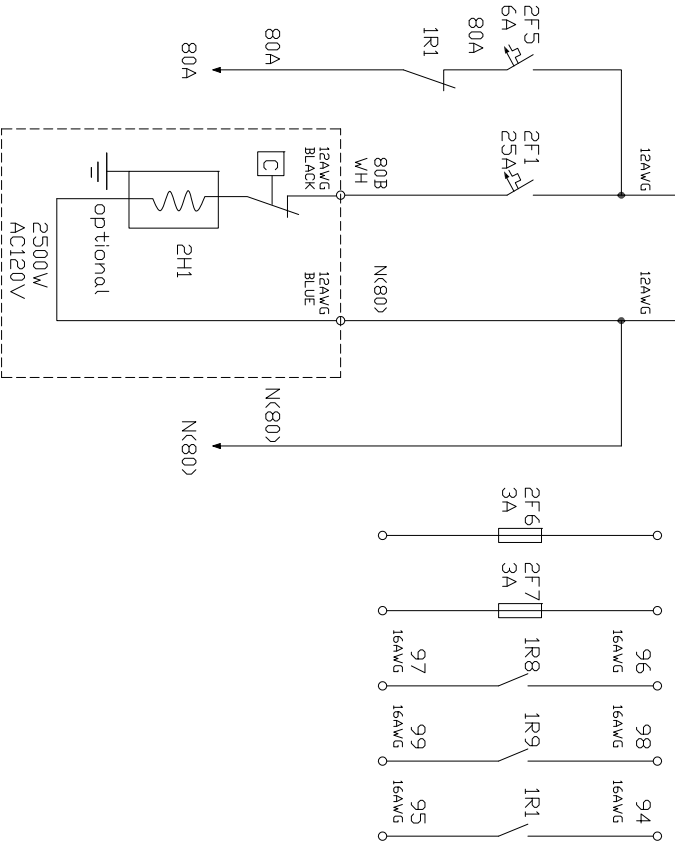 2F5
6A
80A
1R1
80A
80A
12AWG
2F1
25A
80B
WH
12AWG
BLACK
C
2H1
optional
2500W
AC120V
12AWG
N(80)
12AWG
BLUE
N(80)
N(80)
2F6
3A
2F7
3A
96
16AWG
1R8
97
16AWG
98
16AWG
1R9
99
16AWG
94
16AWG
1R1
95
16AWG